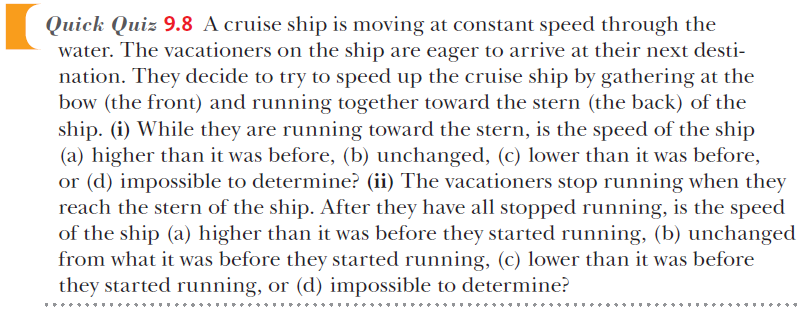 Quick Quiz 9.8 A cruise ship is moving at constant speed through the
water. The vacationers on the ship are eager to arrive at their next desti-
nation. They decide to try to speed up the cruise ship by gathering at the
bow (the front) and running together toward the stern (the back) of the
ship. (i) While they are running toward the stern, is the speed of the ship
(a) higher than it was before, (b) unchanged, (c) lower than it was before,
or (d) impossible to determine? (ii) The vacationers stop running when they
reach the stern of the ship. After they have all stopped running, is the speed
of the ship (a) higher than it was before they started running, (b) unchanged
from what it was before they started running, (c) lower than it was before
they started running, or (d) impossible to determine?